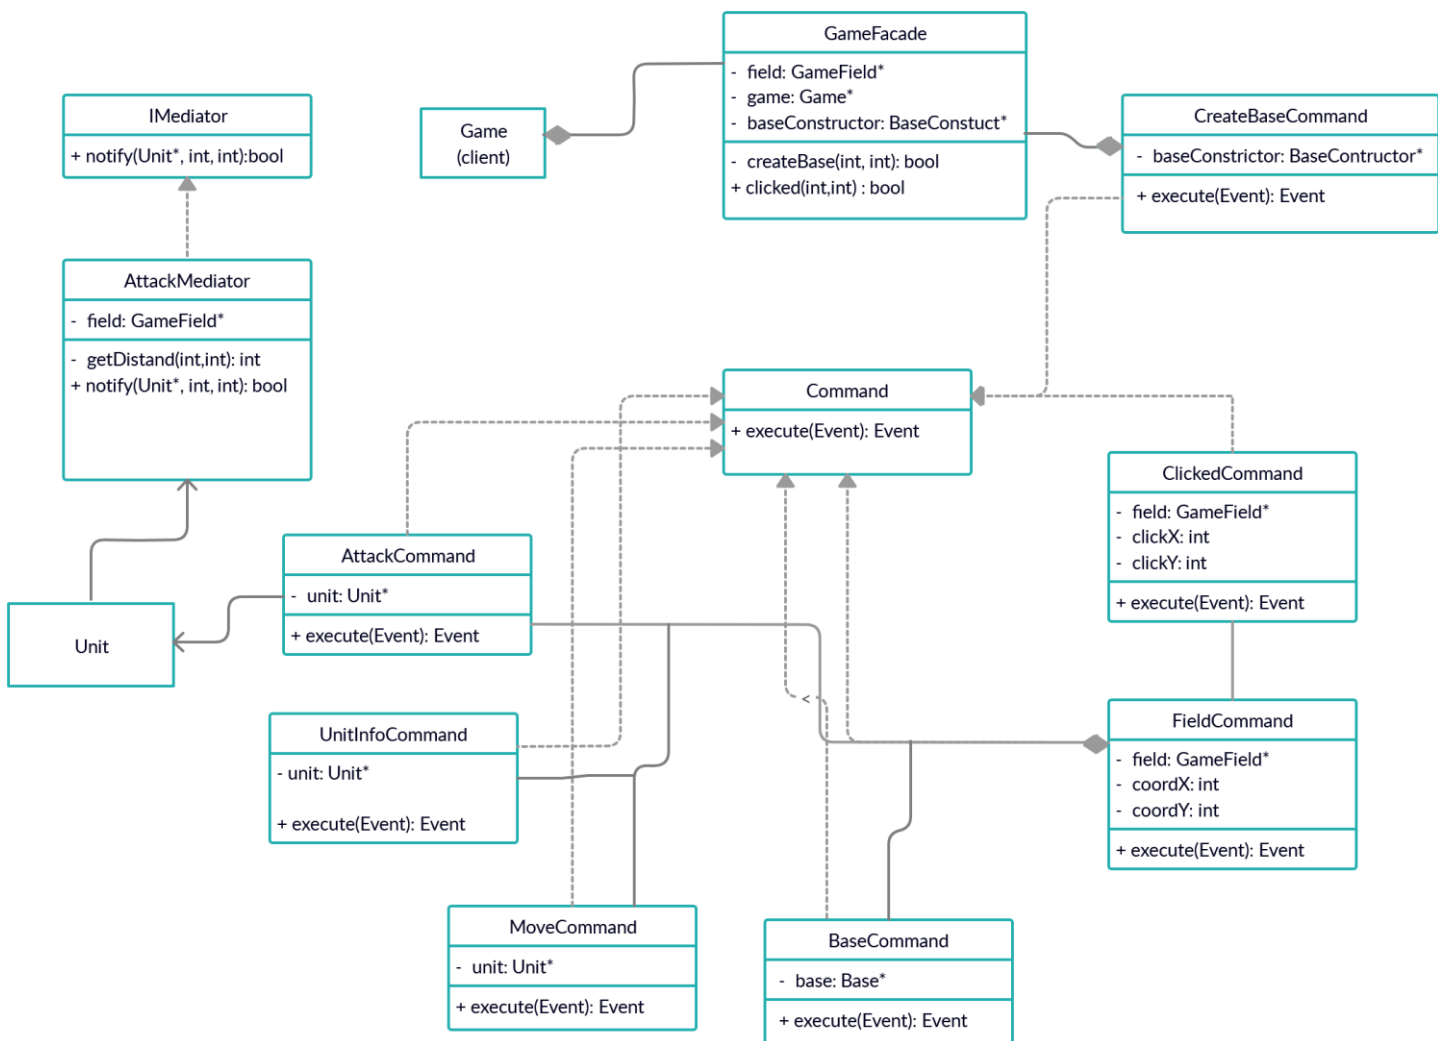 GameFacade
- field: GameField*
- game: Game*
- baseConstructor: BaseConstuct*
- createBase(int, int): bool
+ clicked(int,int) : bool
IMediator
+ notify(Unit*, int, int):bool
Game
(client)
CreateBaseCommand
- baseConstrictor: BaseContructor*
+ execute(Event): Event
AttackMediator
- field: GameField*
- getDistand(int,int): int
+ notify(Unit*, int, int): bool
Command
+ execute(Event): Event
ClickedCommand
- field: GameField*
- clickX: int
- clickY: int
+ execute(Event): Event
AttackCommand
- unit: Unit*
+ execute(Event): Event
Unit
UnitInfoCommand
- unit: Unit*
+ execute(Event): Event
<
FieldCommand
- field: GameField*
- coordX: int
- coordY: int
+ execute(Event): Event
MoveCommand
- unit: Unit*
+ execute(Event): Event
BaseCommand
- base: Base*
+ execute(Event): Event